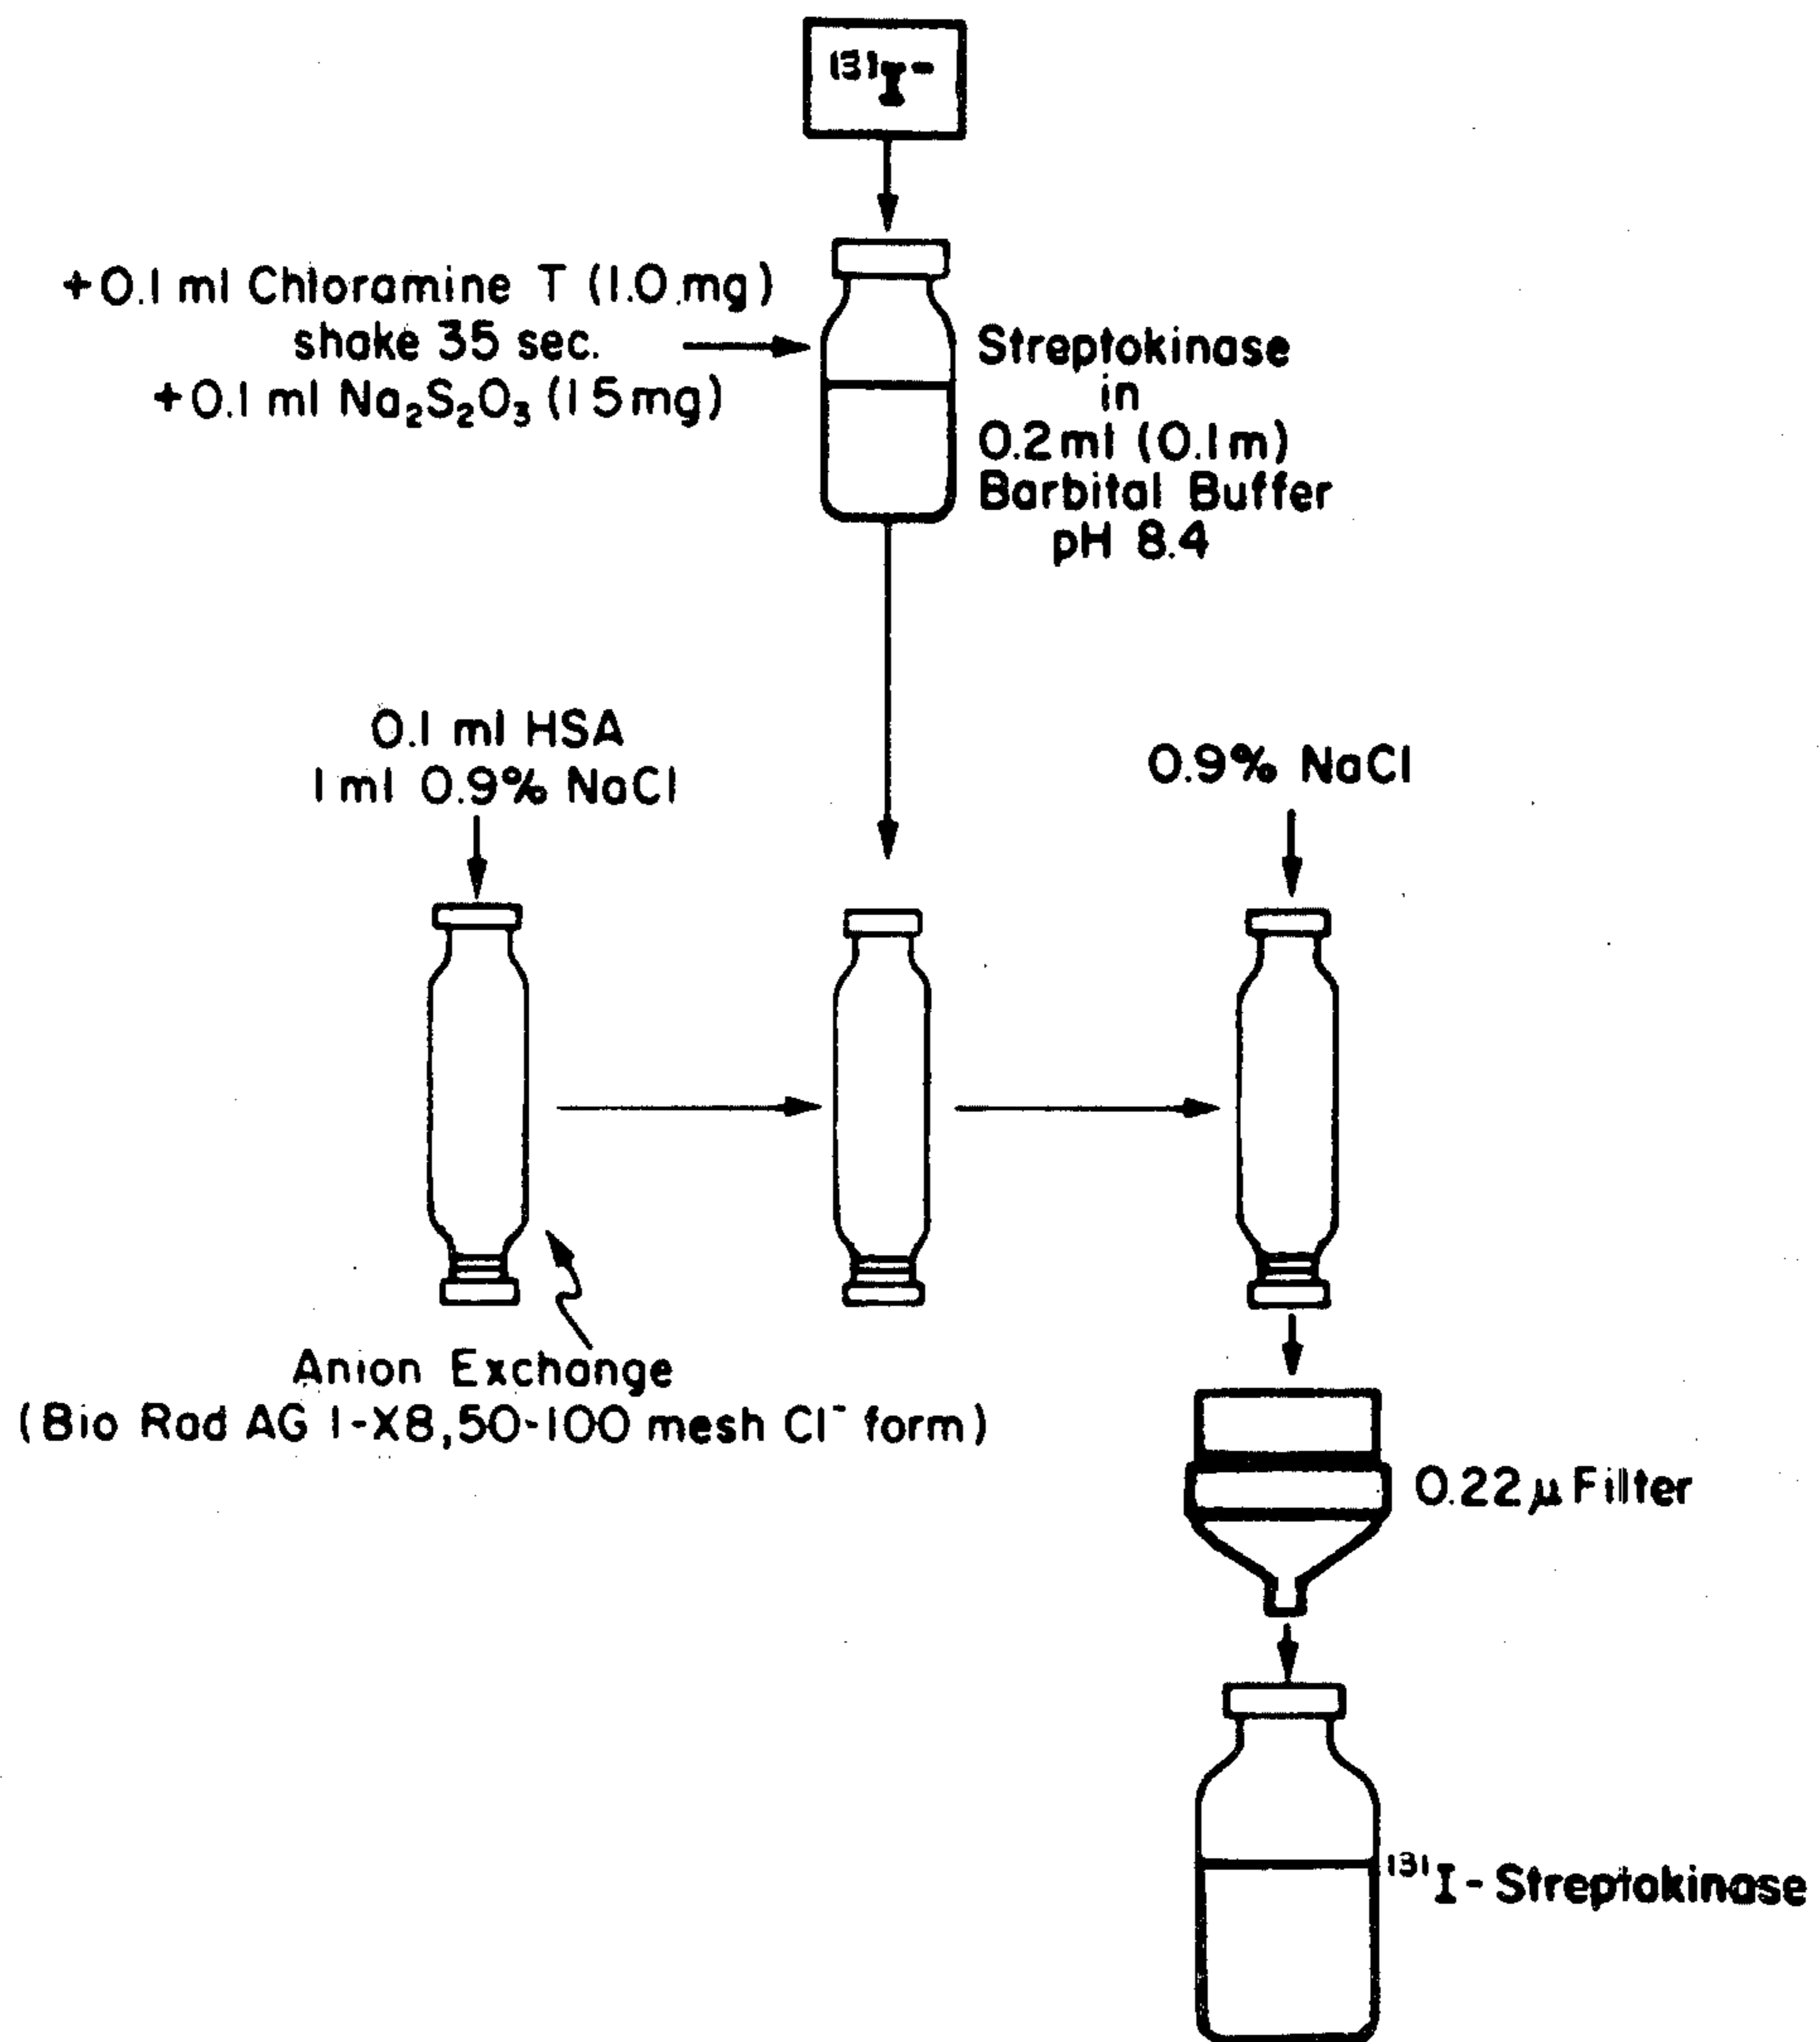 ¹³¹I⁻
+0.1 ml Chloramine T (1.0 mg)
shake 35 sec.
+0.1 ml Na₂S₂O₃ (15 mg)
Streptokinase
in
0.2 ml (0.1 m)
Barbital Buffer
pH 8.4
0.1 ml HSA
1 ml 0.9% NaCl
0.9% NaCl
Anion Exchange
(Bio Rad AG 1-X8, 50-100 mesh Cl⁻ form)
0.22 µ Filter
¹³¹I - Streptokinase